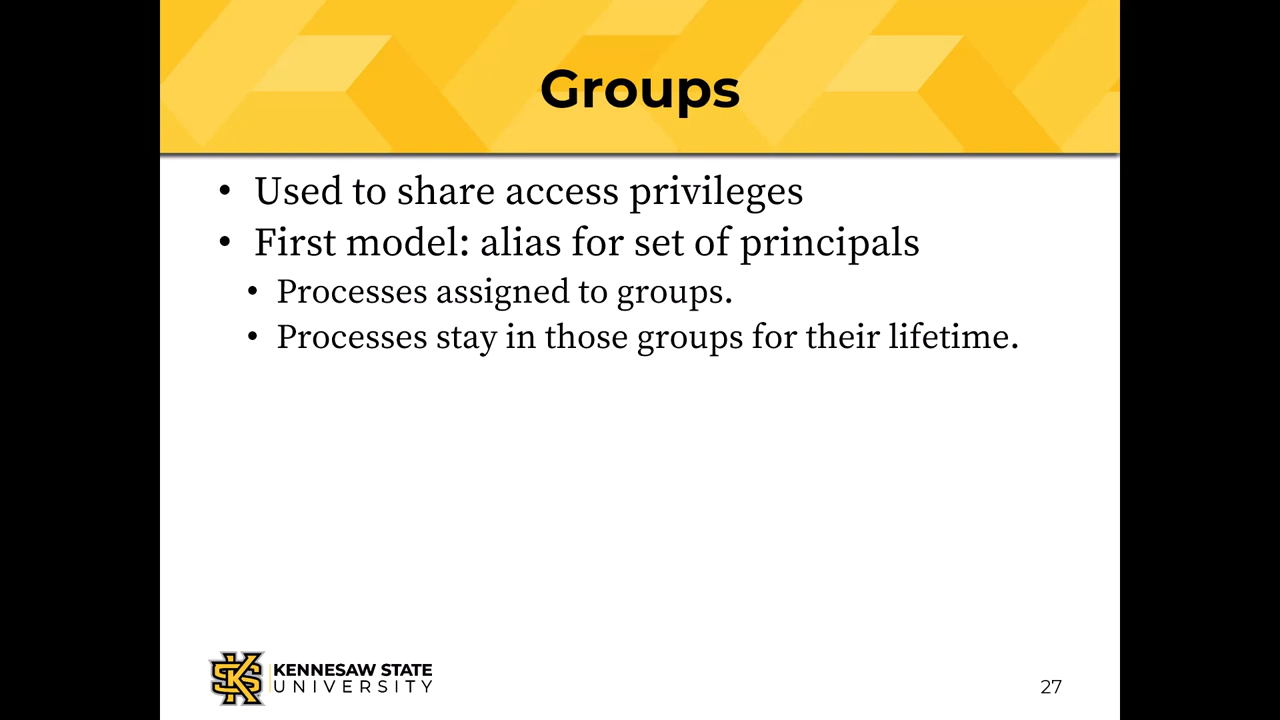 Groups
• Used to share access privileges
• First model: alias for set of principals
• Processes assigned to groups.
• Processes stay in those groups for their lifetime.
KS
KENNESAW STATE
UNIVERSITY
27